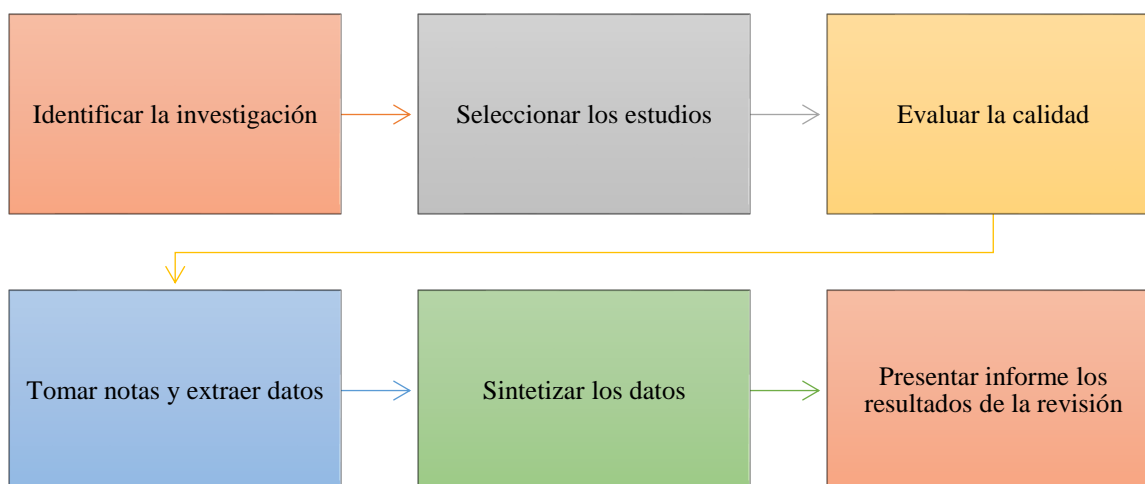 Identificar la investigación
Seleccionar los estudios
Evaluar la calidad
Tomar notas y extraer datos
Sintetizar los datos
Presentar informe los
resultados de la revisión